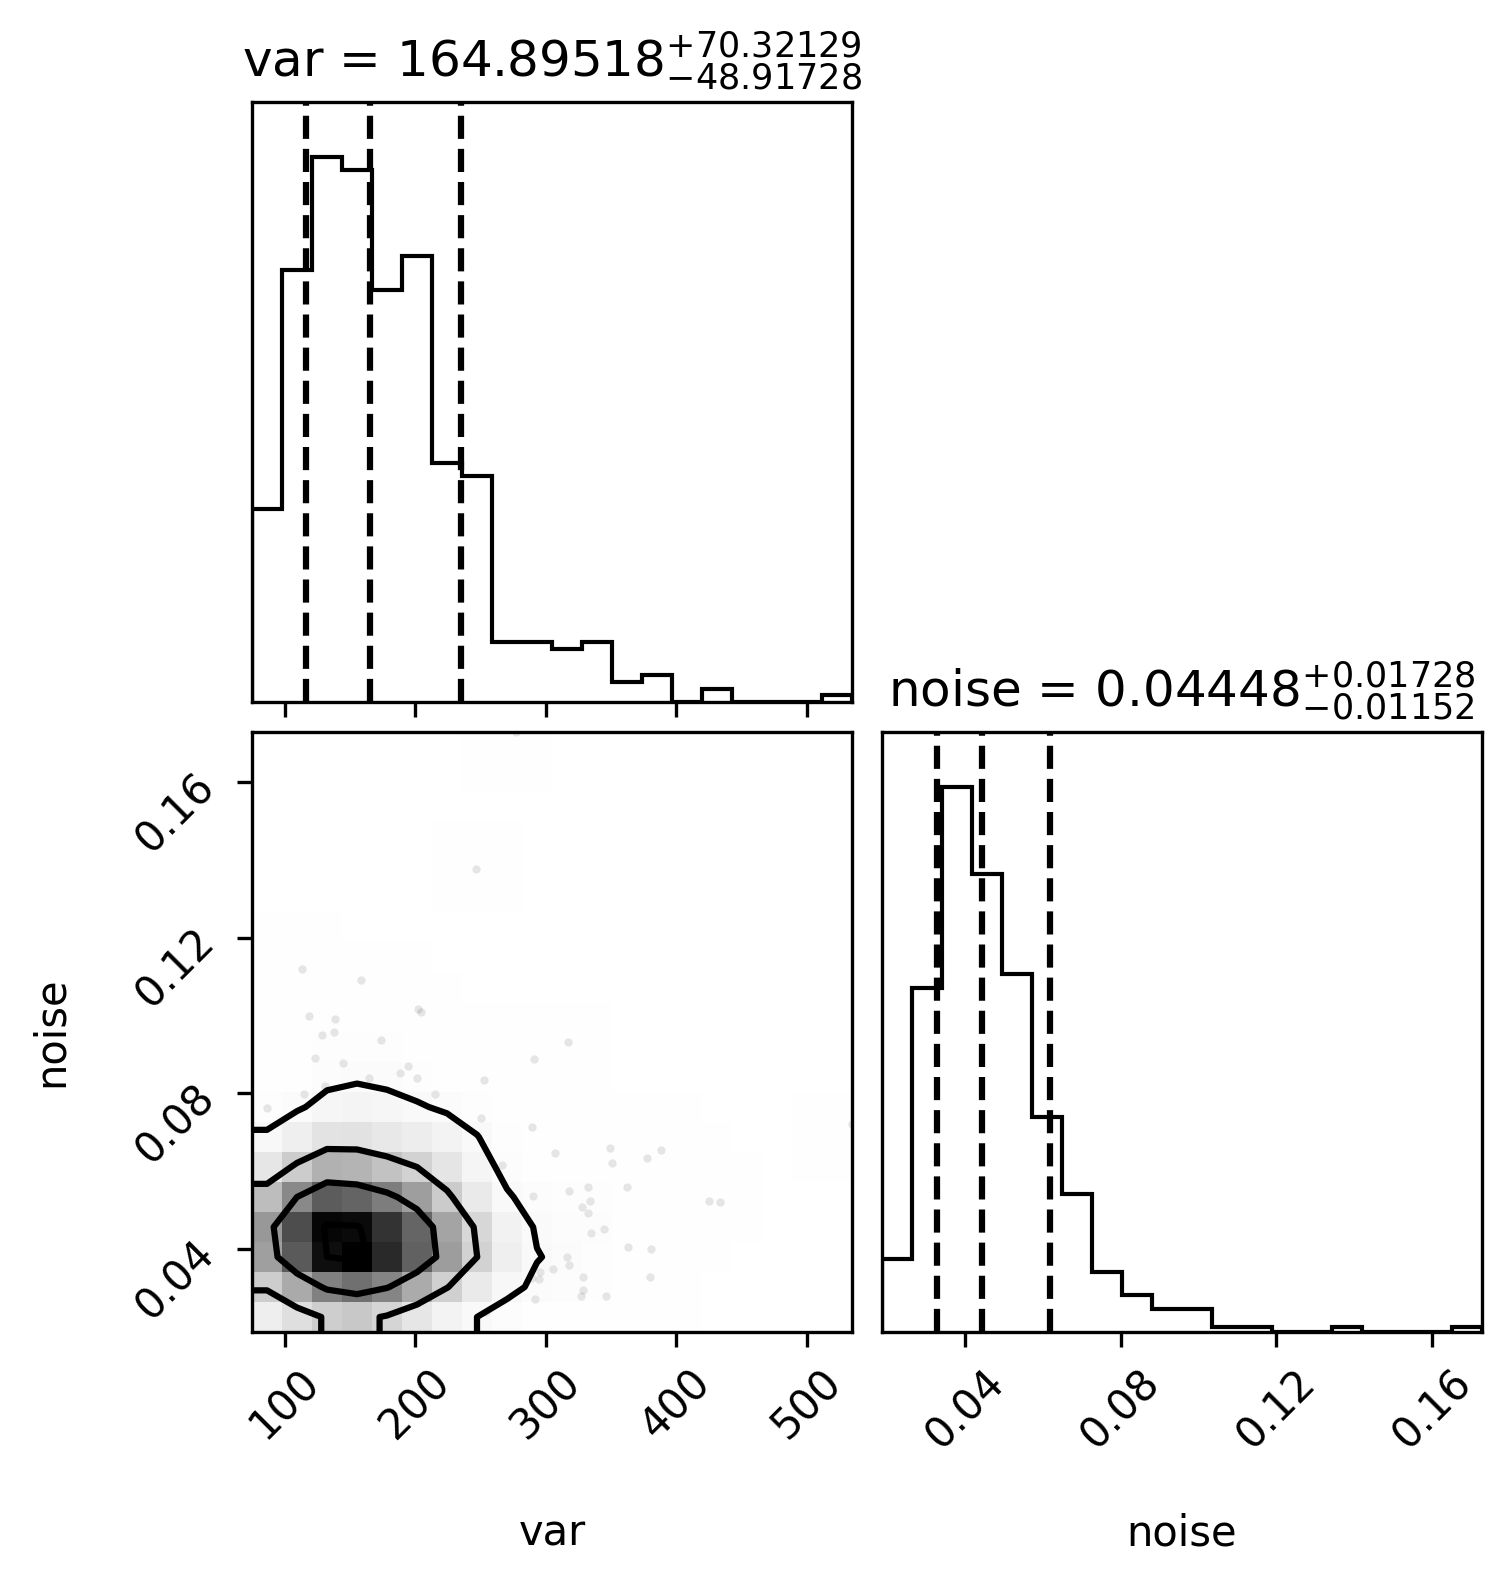 var = 164.89518+70.32129−48.91728
noise = 0.04448+0.01728−0.01152
noise
0.16
0.12
0.08
0.04
100 200 300 400 500
0.04 0.08 0.12 0.16
var
noise